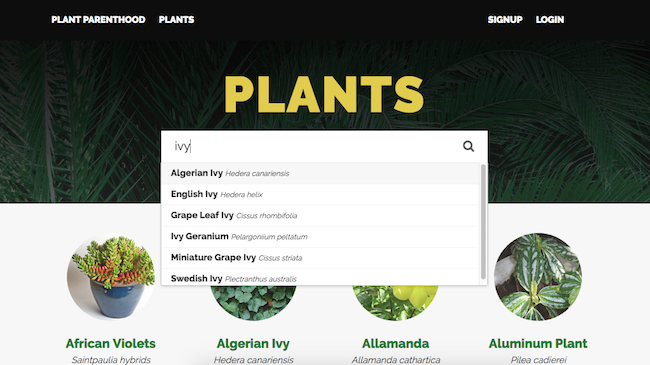 PLANT PARENTHOOD PLANTS SIGNUP LOGIN
PLANTS
ivy
Algerian Ivy Hedera canariensis
English Ivy Hedera helix
Grape Leaf Ivy Cissus rhombifolia
Ivy Geranium Pelargoniium peltatum
Miniature Grape Ivy Cissus striata
Swedish Ivy Plectranthus australis
African Violets Algerian Ivy Allamanda Aluminum Plant
Saintpaulia hybrids Hedera canariensis Allamanda cathartica Pilea cadierei